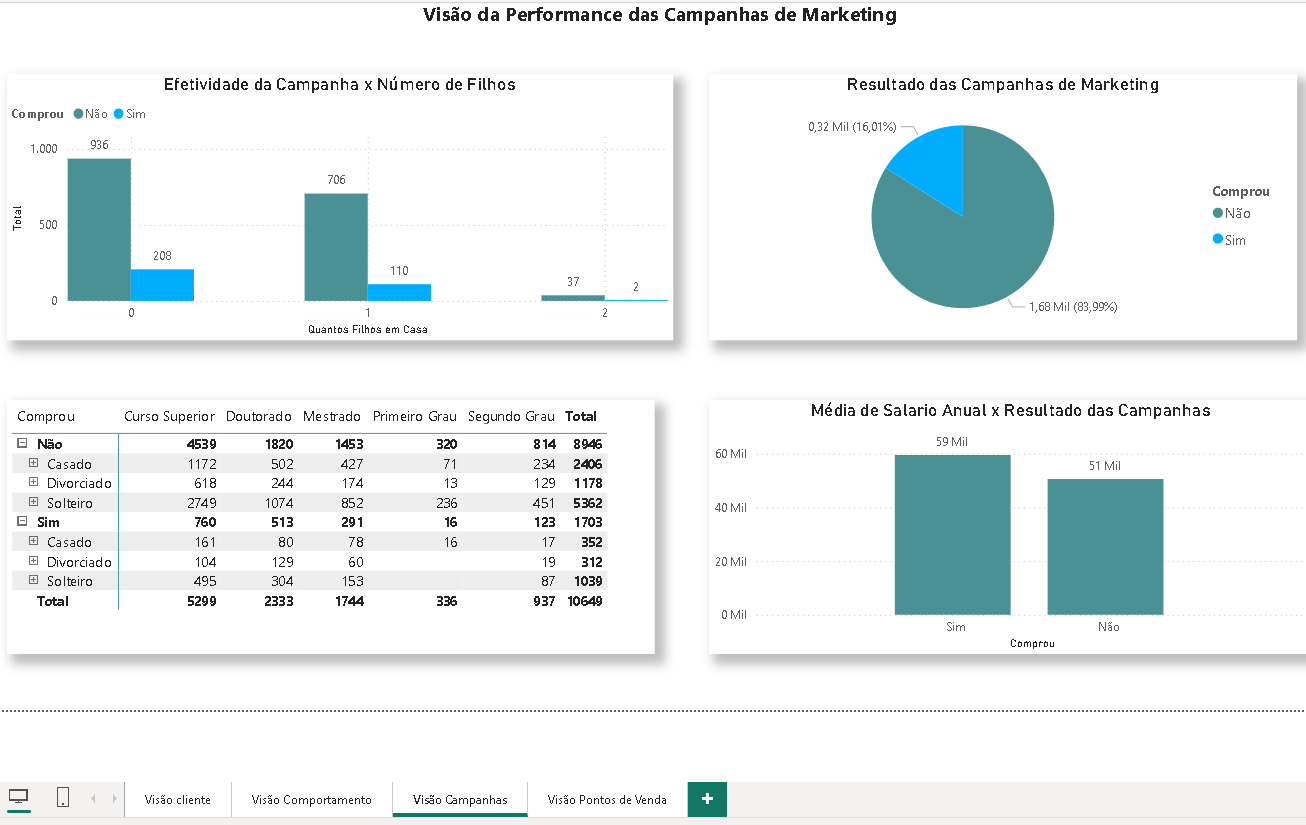 Visão da Performance das Campanhas de Marketing
Efetividade da Campanha x Número de Filhos
Comprou Não Sim
1.000
500
0
Total
936
208
706
110
37
2
0 1 2
Quantos Filhos em Casa
Resultado das Campanhas de Marketing
0,32 Mil (16,01%)
1,68 Mil (83,99%)
Comprou
Não
Sim
Comprou Curso Superior Doutorado Mestrado Primeiro Grau Segundo Grau Total
Não 4539 1820 1453 320 814 8946
Casado 1172 502 427 71 234 2406
Divorciado 618 244 174 13 129 1178
Solteiro 2749 1074 852 236 451 5362
Sim 760 513 291 16 123 1703
Casado 161 80 78 16 17 352
Divorciado 104 129 60 19 312
Solteiro 495 304 153 87 1039
Total 5299 2333 1744 336 937 10649
Média de Salario Anual x Resultado das Campanhas
60 Mil
40 Mil
20 Mil
0 Mil
59 Mil
51 Mil
Sim Não
Comprou
Visão cliente Visão Comportamento Visão Campanhas Visão Pontos de Venda +